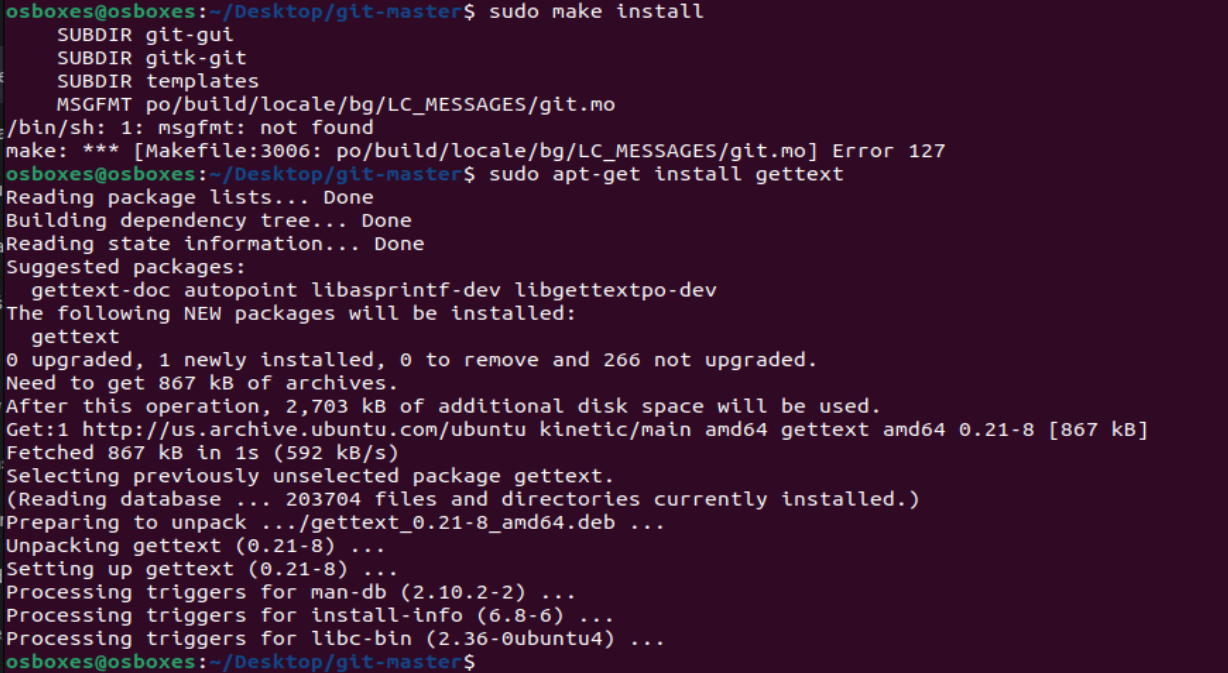 osboxes@osboxes:~/Desktop/git-master$ sudo make install
    SUBDIR git-gui
    SUBDIR gitk-git
    SUBDIR templates
    MSGFMT po/build/locale/bg/LC_MESSAGES/git.mo
/bin/sh: 1: msgfmt: not found
make: *** [Makefile:3006: po/build/locale/bg/LC_MESSAGES/git.mo] Error 127
osboxes@osboxes:~/Desktop/git-master$ sudo apt-get install gettext
Reading package lists... Done
Building dependency tree... Done
Reading state information... Done
Suggested packages:
  gettext-doc autopoint libasprintf-dev libgettextpo-dev
The following NEW packages will be installed:
  gettext
0 upgraded, 1 newly installed, 0 to remove and 266 not upgraded.
Need to get 867 kB of archives.
After this operation, 2,703 kB of additional disk space will be used.
Get:1 http://us.archive.ubuntu.com/ubuntu kinetic/main amd64 gettext amd64 0.21-8 [867 kB]
Fetched 867 kB in 1s (592 kB/s)
Selecting previously unselected package gettext.
(Reading database ... 203704 files and directories currently installed.)
Preparing to unpack .../gettext_0.21-8_amd64.deb ...
Unpacking gettext (0.21-8) ...
Setting up gettext (0.21-8) ...
Processing triggers for man-db (2.10.2-2) ...
Processing triggers for install-info (6.8-6) ...
Processing triggers for libc-bin (2.36-0ubuntu4) ...
osboxes@osboxes:~/Desktop/git-master$